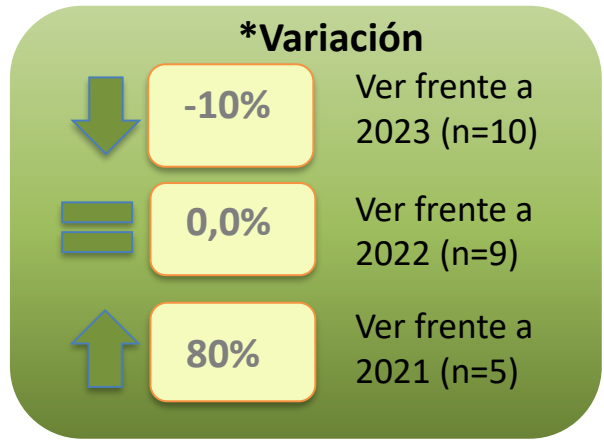 *Variación
-10%
Ver frente a
2023 (n=10)
0,0%
Ver frente a
2022 (n=9)
80%
Ver frente a
2021 (n=5)